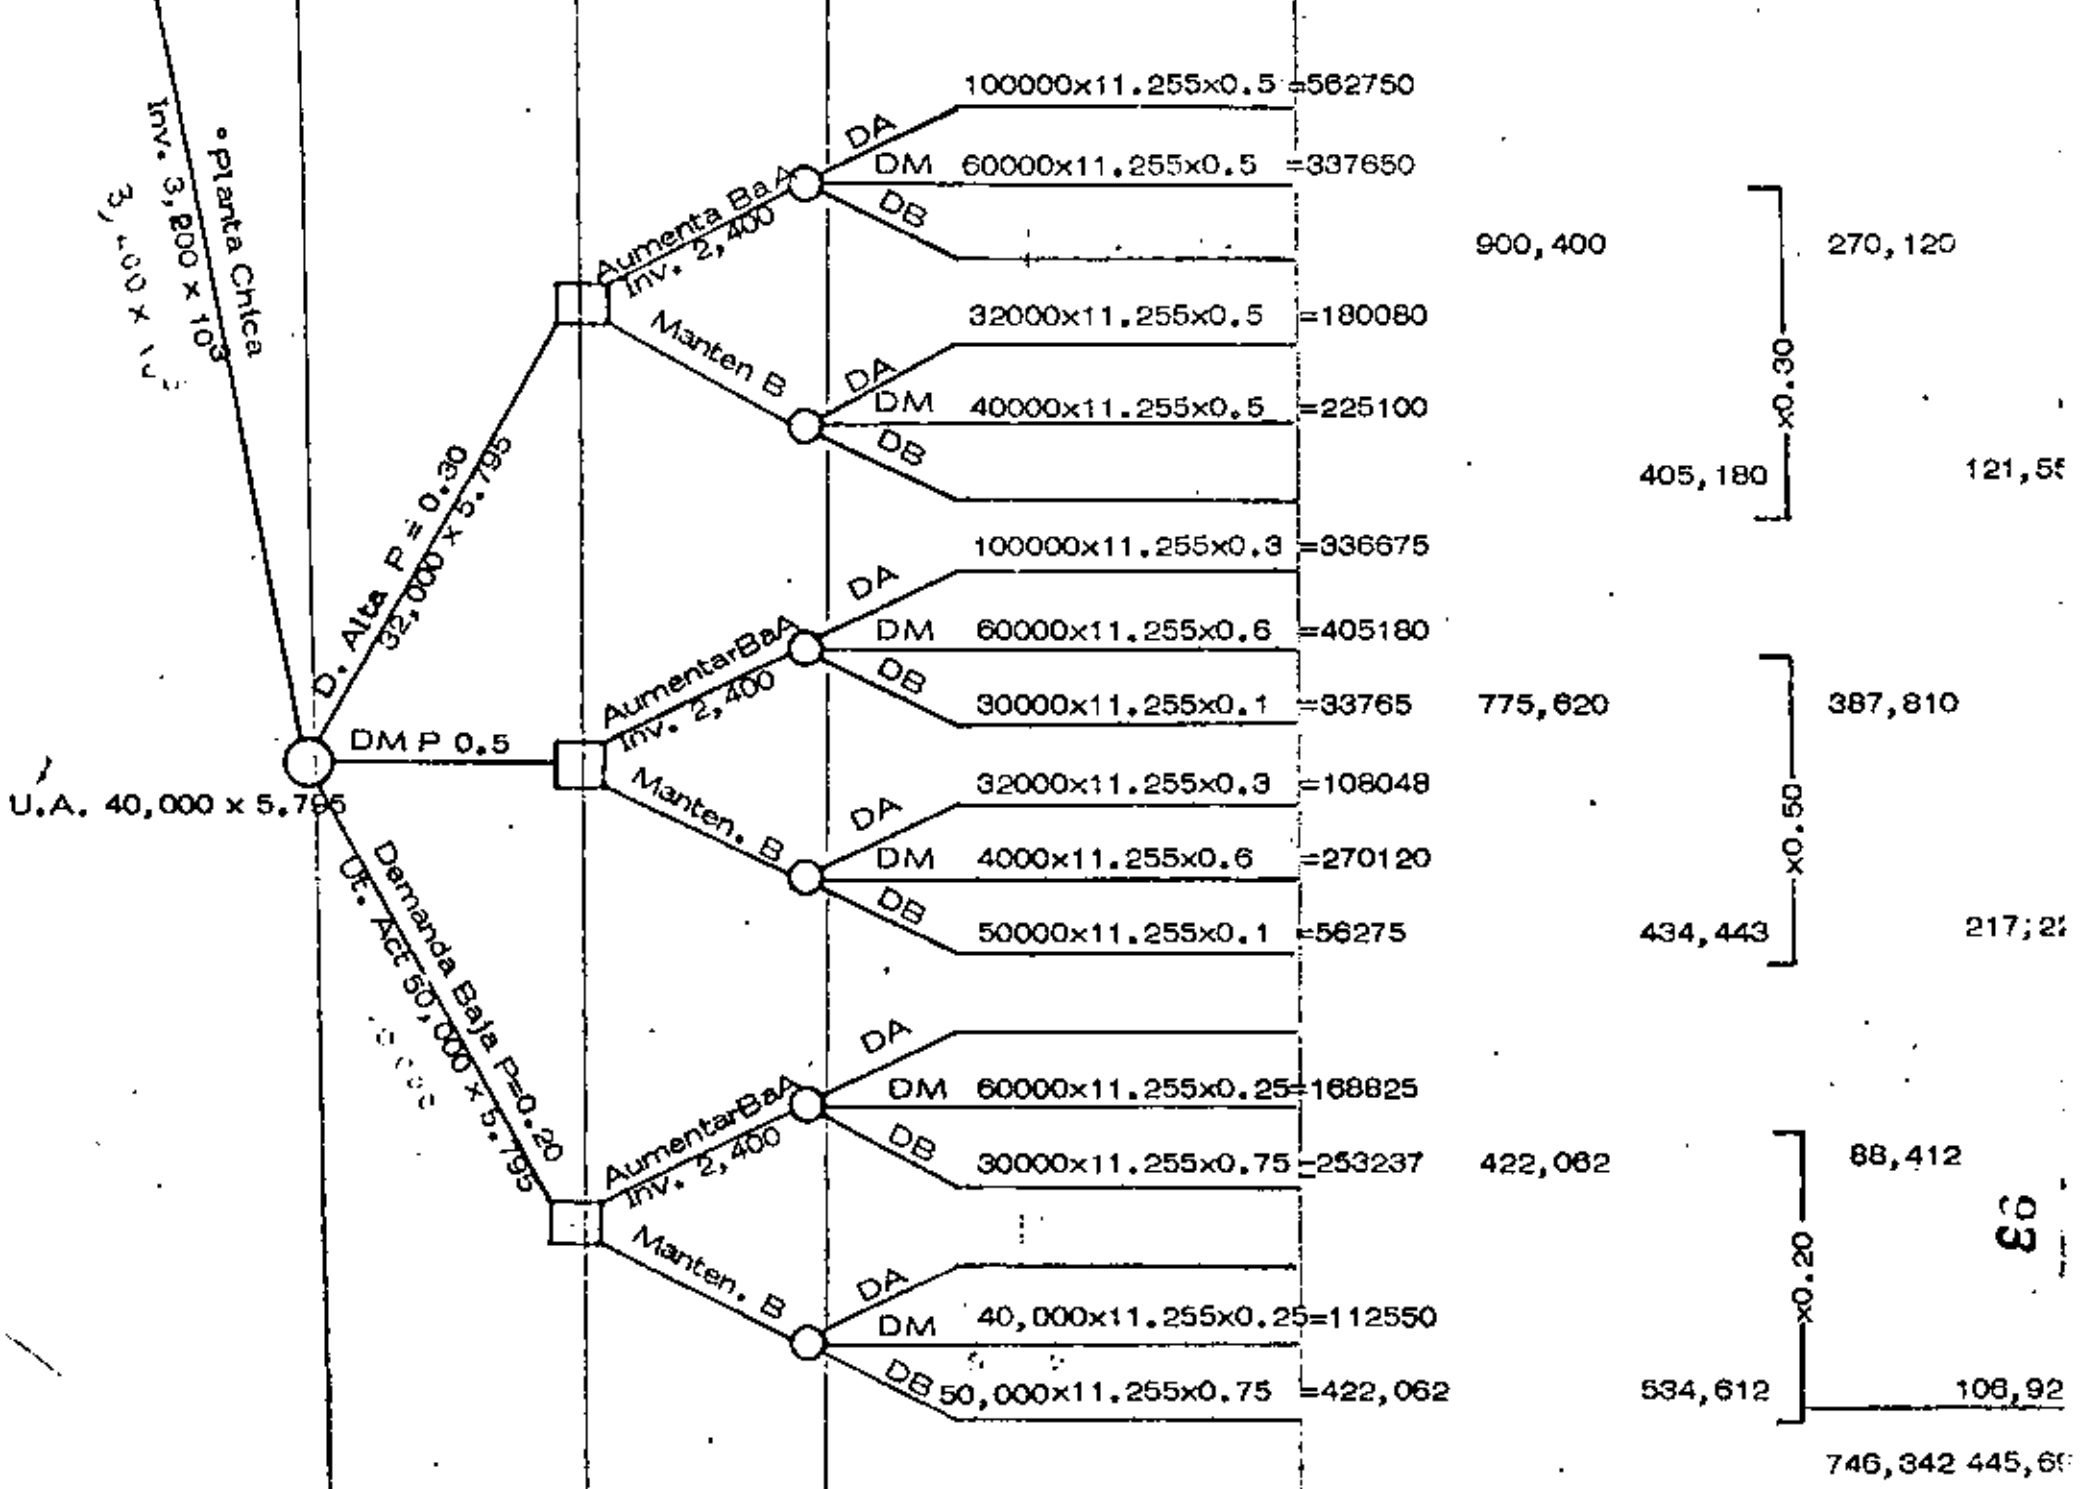 100000x11.255x0.5 =562750
DA
DM 60000x11.255x0.5 =337650
DB
Aumenta BaA
Inv. 2,400
900,400
270,120
• Planta Chica
Inv. 3,200 x 103
32000x11.255x0.5 =180080
Manten B
DA
DM 40000x11.255x0.5 =225100
DB
x0.30
405,180
121,55
D. Alta P = 0.30
32,000 x 5.795
100000x11.255x0.3 =336675
DA
DM 60000x11.255x0.6 =405180
DB
30000x11.255x0.1 =33765
AumentarBaA
Inv. 2,400
775,620
387,810
DM P 0.5
U.A. 40,000 x 5.795
32000x11.255x0.3 =108048
Manten. B
DA
DM 4000x11.255x0.6 =270120
DB
50000x11.255x0.1 =56275
x0.50
434,443
217;22
Demanda Baja P=0.20
Ut. Act 50,000 x 5.795
DA
DM 60000x11.255x0.25=168825
DB
30000x11.255x0.75=253237
AumentarBaA
Inv. 2,400
422,062
88,412
Manten. B
DA
DM 40,000x11.255x0.25=112550
DB 50,000x11.255x0.75 =422,062
x0.20
534,612
106,92
746,342 445,69